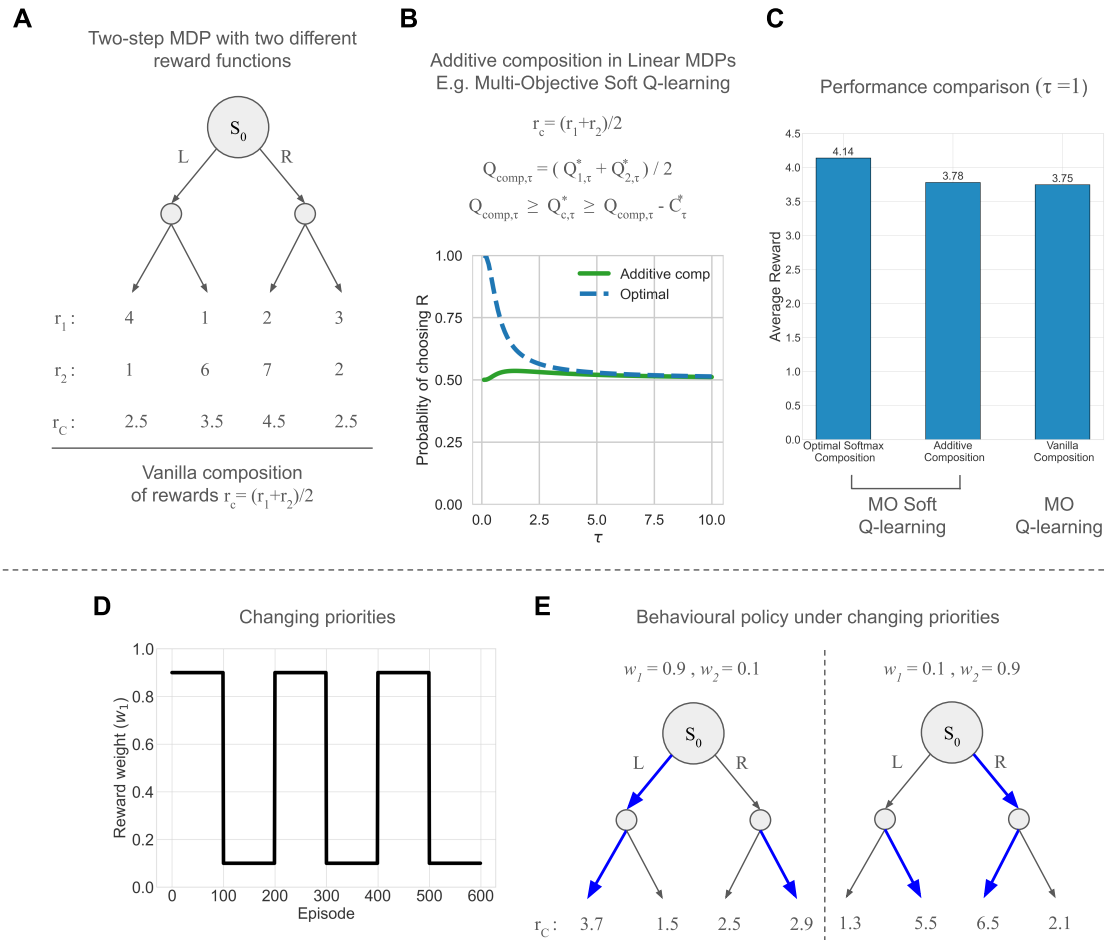 A
Two-step MDP with two different
reward functions
S0
L R
r1: 4 1 2 3
r2: 1 6 7 2
rC: 2.5 3.5 4.5 2.5
Vanilla composition
of rewards rc= (r1+r2)/2
B
Additive composition in Linear MDPs
E.g. Multi-Objective Soft Q-learning
rc= (r1+r2)/2
Qcomp,τ = ( Q*1,τ + Q*2,τ ) / 2
Qcomp,τ ≥ Q*c,τ ≥ Qcomp,τ - C*τ
Probablity of choosing R
1.00
0.75
0.50
0.25
0.00
Additive comp
Optimal
0.0 2.5 5.0 7.5 10.0
τ
C
Performance comparison (τ =1)
Average Reward
4.5
4.0
3.5
3.0
2.5
2.0
1.5
1.0
0.5
0.0
4.14
3.78
3.75
Optimal Softmax
Composition
Additive
Composition
Vanilla
Composition
MO Soft
Q-learning
MO
Q-learning
D
Changing priorities
Reward weight (w1)
1.0
0.8
0.6
0.4
0.2
0.0
0 100 200 300 400 500 600
Episode
E
Behavioural policy under changing priorities
w1 = 0.9 , w2 = 0.1
S0
L R
rC: 3.7 1.5 2.5 2.9
w1 = 0.1 , w2 = 0.9
S0
L R
1.3 5.5 6.5 2.1